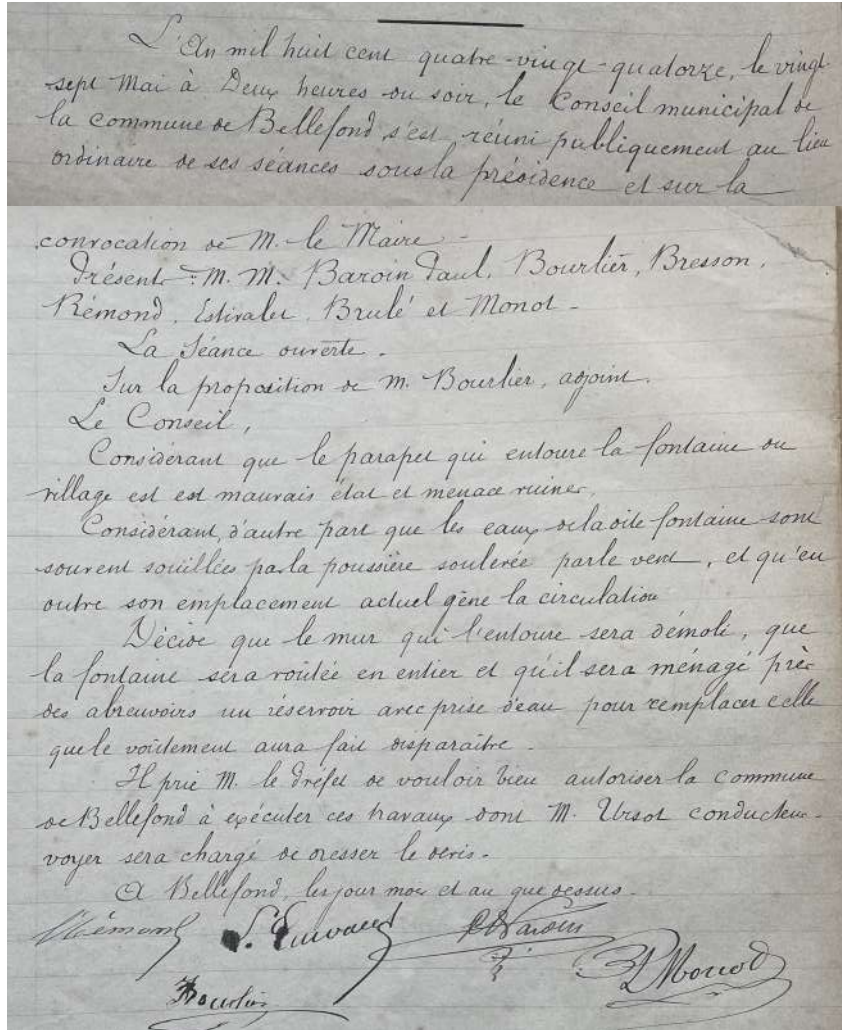 L'An mil huit cent quatre-vingt-quatorze, le vingt-
sept Mai à Deux heures du soir, le Conseil municipal de
la commune de Bellefond s'est réuni publiquement au lieu
ordinaire de ses séances sous la présidence et sur la
convocation de M. le Maire -
Présents : M. M. Baroin Paul, Bourlier, Bresson,
Rémond, Estivalet, Brulé et Monot -
La Séance ouverte -
Sur la proposition de M. Bourlier, adjoint.
Le Conseil,
Considérant que le parapet qui entoure la fontaine du
village est est mauvais état et menace ruines,
Considérant, d'autre part que les eaux de la dite fontaine sont
souvent souillées par la poussière soulevée par le vent, et qu'en
outre son emplacement actuel gêne la circulation
Décide que le mur qui l'entoure sera démoli, que
la fontaine sera voûtée en entier et qu'il sera ménagé près
des abreuvoirs un réservoir avec prise d'eau pour remplacer celle
que le voûtement aura fait disparaître -
Il prie M. le Préfet de vouloir bien autoriser la commune
de Bellefond à exécuter ces travaux dont M. Ursot conducteur-
voyer sera chargé de dresser le devis -
A Bellefond, les jour mois et an que dessus -
Rémond
Baroin
Monot
Bourlier